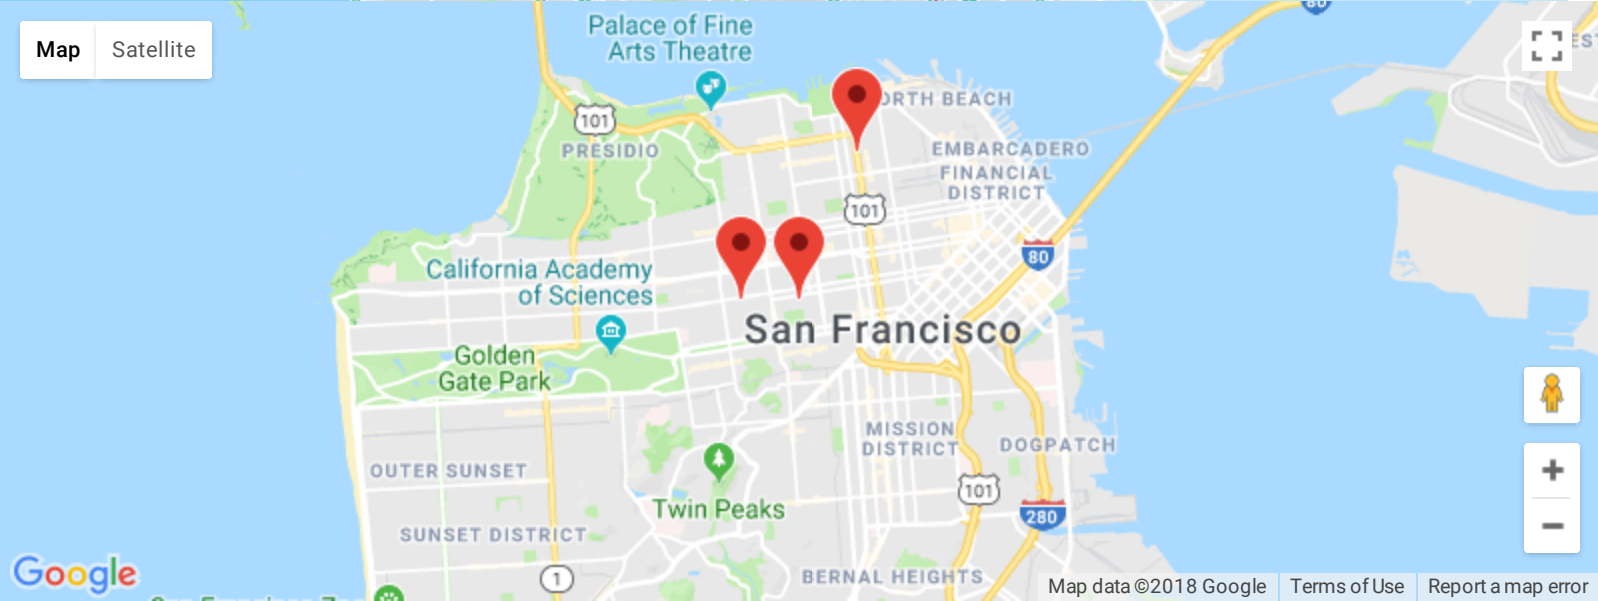 80
Palace of Fine
Arts Theatre
Map
Satellite
101
PRESIDIO
ORTH BEACH
EMBARCADERO
FINANCIAL
DISTRICT
101
80
California Academy
of Sciences
San Francisco
Golden
Gate Park
MISSION
DISTRICT
DOGPATCH
OUTER SUNSET
Twin Peaks
101
280
SUNSET DISTRICT
1
BERNAL HEIGHTS
Google
Map data ©2018 Google
Terms of Use
Report a map error